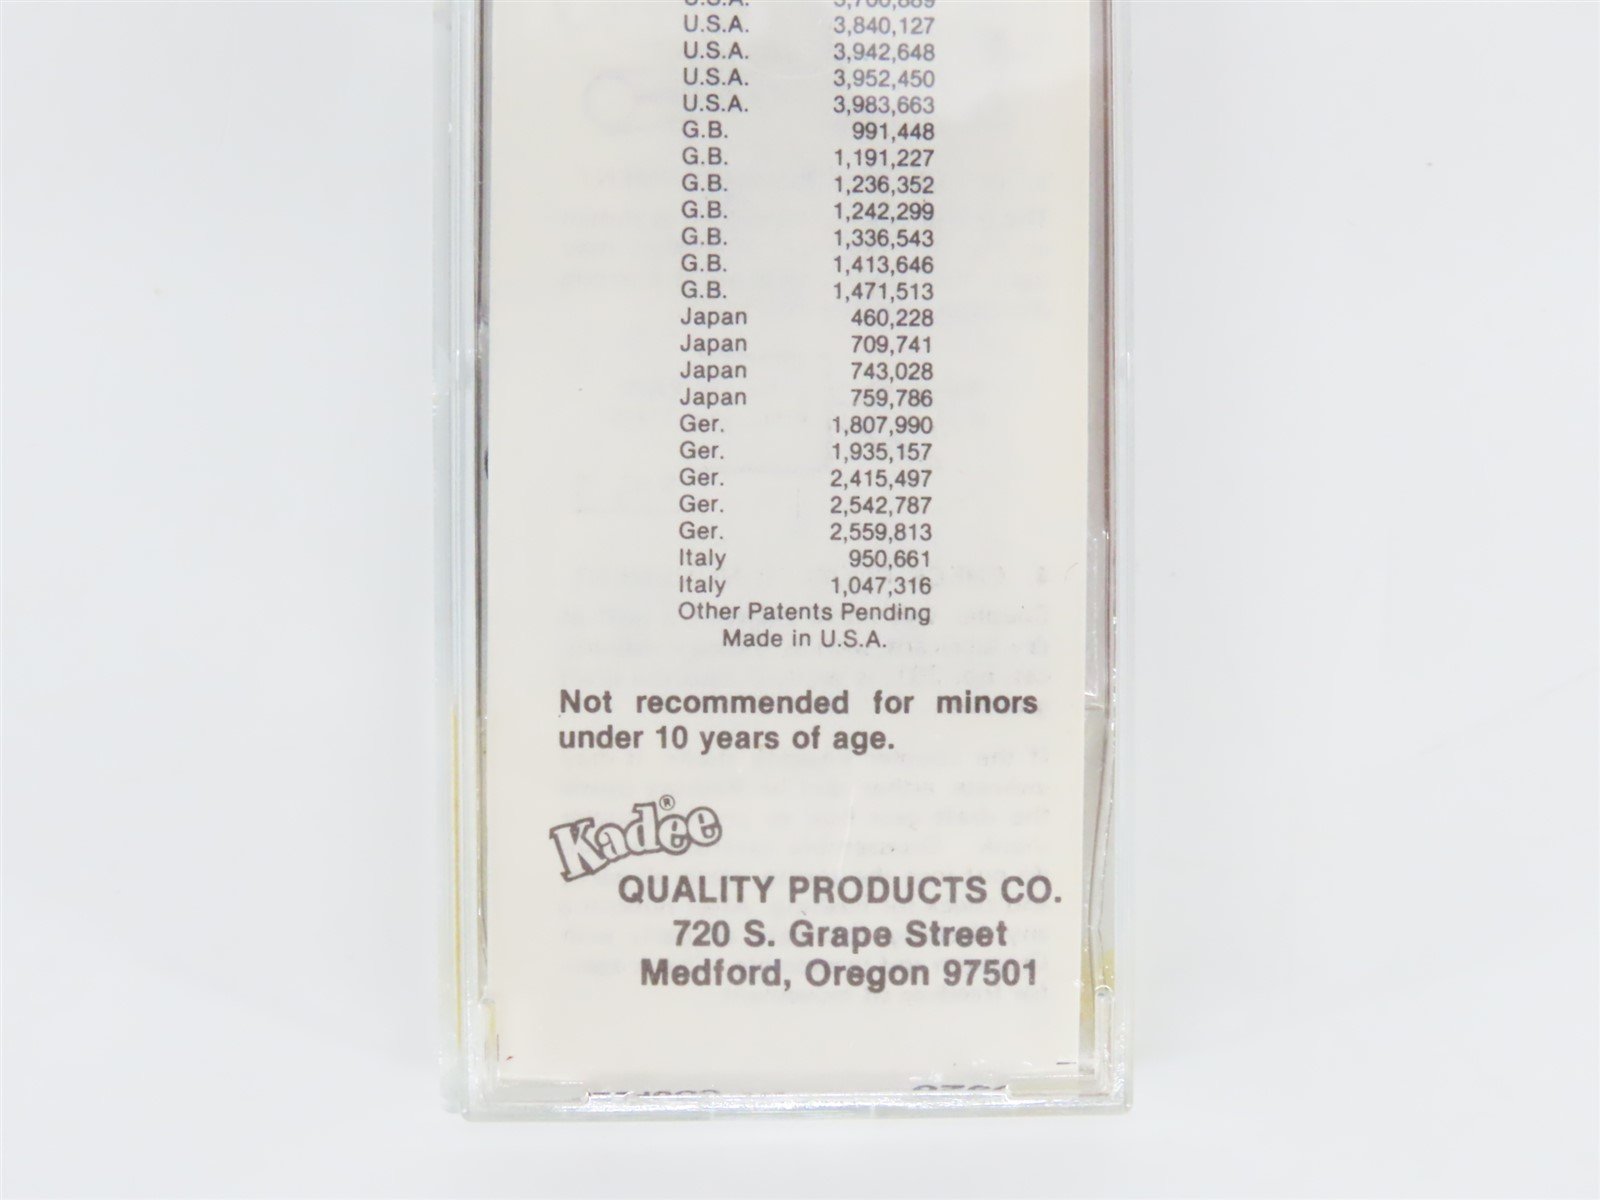 U.S.A. 3,840,127
U.S.A. 3,942,648
U.S.A. 3,952,450
U.S.A. 3,983,663
G.B. 991,448
G.B. 1,191,227
G.B. 1,236,352
G.B. 1,242,299
G.B. 1,336,543
G.B. 1,413,646
G.B. 1,471,513
Japan 460,228
Japan 709,741
Japan 743,028
Japan 759,786
Ger. 1,807,990
Ger. 1,935,157
Ger. 2,415,497
Ger. 2,542,787
Ger. 2,559,813
Italy 950,661
Italy 1,047,316
Other Patents Pending
Made in U.S.A.
Not recommended for minors
under 10 years of age.
Kadee®
QUALITY PRODUCTS CO.
720 S. Grape Street
Medford, Oregon 97501